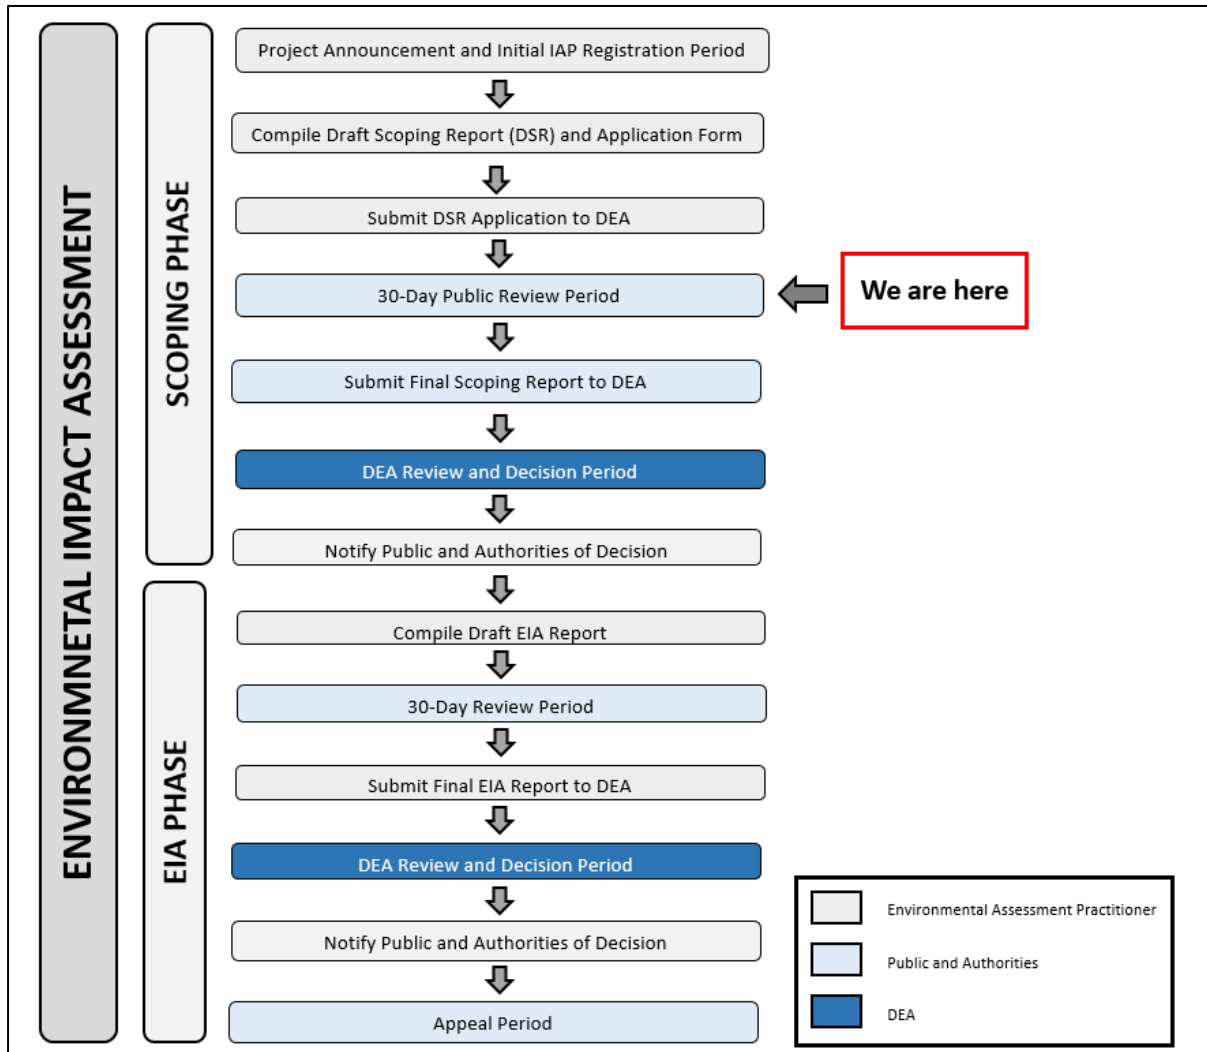 ENVIRONMNETAL IMPACT ASSESSMENT
SCOPING PHASE
Project Announcement and Initial IAP Registration Period
Compile Draft Scoping Report (DSR) and Application Form
Submit DSR Application to DEA
30-Day Public Review Period
We are here
Submit Final Scoping Report to DEA
DEA Review and Decision Period
Notify Public and Authorities of Decision
EIA PHASE
Compile Draft EIA Report
30-Day Review Period
Submit Final EIA Report to DEA
DEA Review and Decision Period
Notify Public and Authorities of Decision
Appeal Period
Environmental Assessment Practitioner
Public and Authorities
DEA